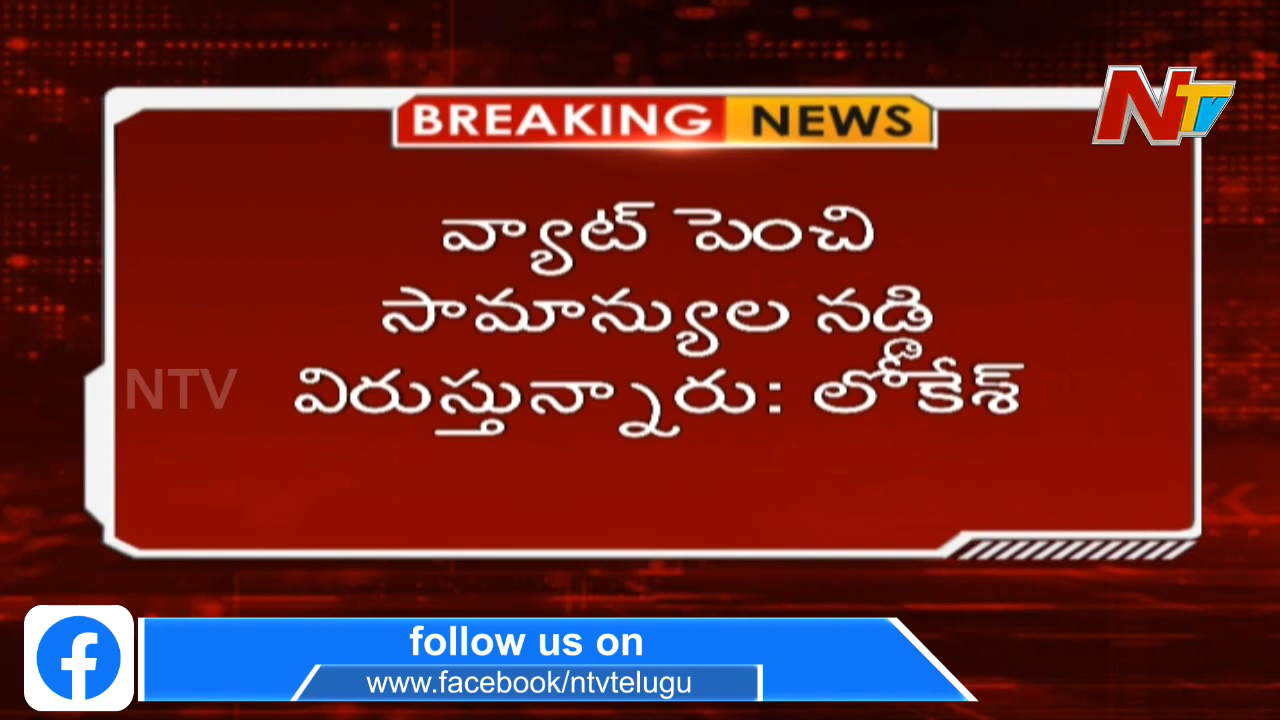 BREAKING NEWS
NTV
వ్యాట్ పెంచి
సామాన్యుల నడ్డి
విరుస్తున్నారు: లోకేశ్
NTV
follow us on
www.facebook/ntvtelugu